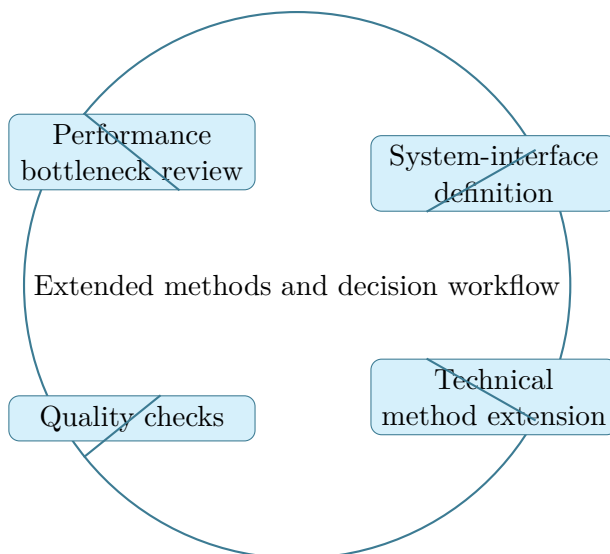 Performance
bottleneck review
System-interface
definition
Extended methods and decision workflow
Quality checks
Technical
method extension